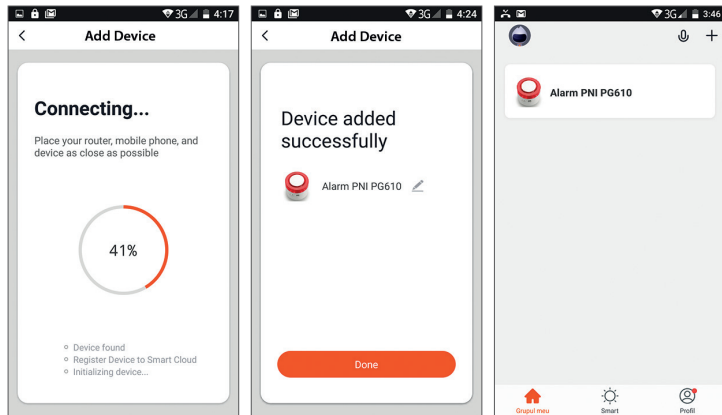 3G 4:17
Add Device
Connecting...
Place your router, mobile phone, and
device as close as possible
41%
Device found
Register Device to Smart Cloud
Initializing device...
3G 4:24
Add Device
Device added
successfully
Alarm PNI PG610
Done
3G 3:46
Alarm PNI PG610
Grupul meu
Smart
Profil